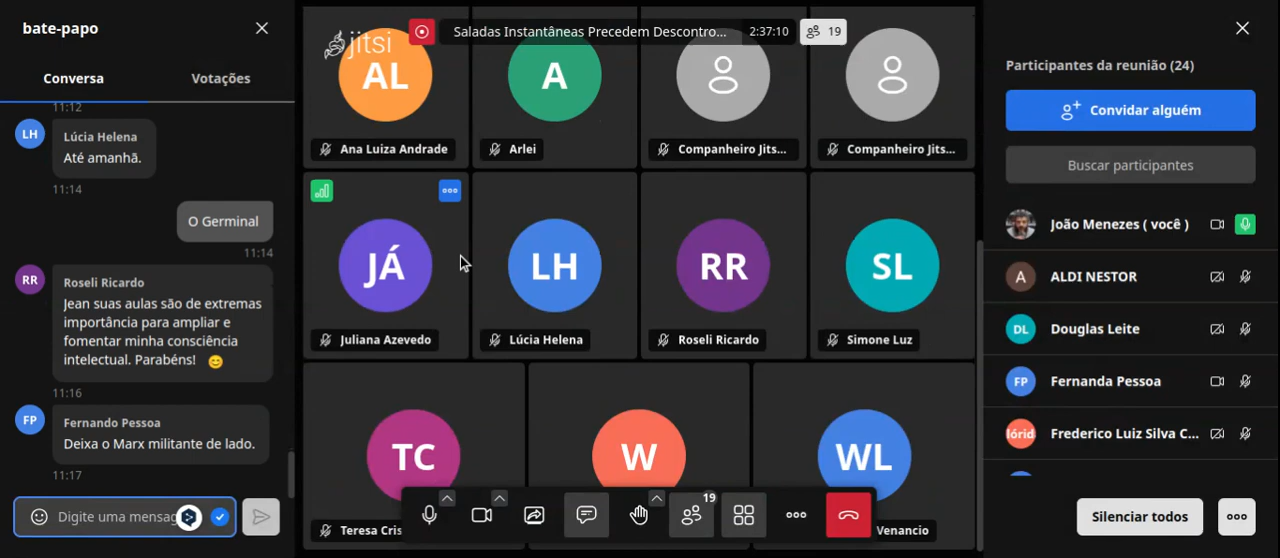 bate-papo
Conversa
Votações
11:12
LH
Lúcia Helena
Até amanhã.
11:14
O Germinal
11:14
RR
Roseli Ricardo
Jean suas aulas são de extremas
importância para ampliar e
fomentar minha consciência
intelectual. Parabéns! 😊
11:16
FP
Fernando Pessoa
Deixa o Marx militante de lado.
11:17
Digite uma mensag
jitsi
Saladas Instantâneas Precedem Descontro...
2:37:10
19
AL
Ana Luiza Andrade
A
Arlei
Companheiro Jits...
Companheiro Jits...
JÁ
Juliana Azevedo
LH
Lúcia Helena
RR
Roseli Ricardo
SL
Simone Luz
TC
Teresa Cris
W
WL
Venancio
19
Participantes da reunião (24)
Convidar alguém
Buscar participantes
João Menezes ( você )
A
ALDI NESTOR
DL
Douglas Leite
FP
Fernanda Pessoa
lórid
Frederico Luiz Silva C...
Silenciar todos